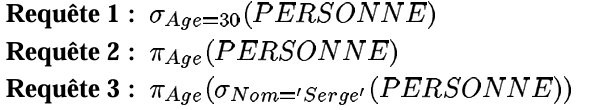 Requête 1 : σ_{Age=30}(PERSONNE)
Requête 2 : π_{Age}(PERSONNE)
Requête 3 : π_{Age}(σ_{Nom='Serge'}(PERSONNE))